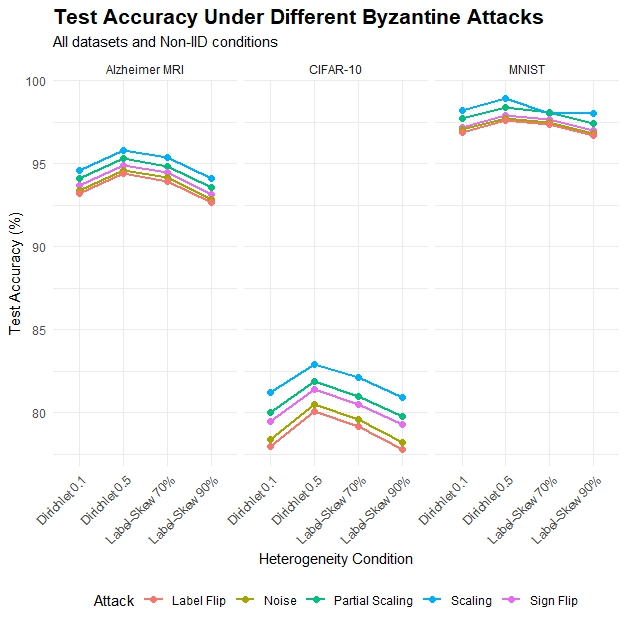 Test Accuracy Under Different Byzantine Attacks
All datasets and Non-IID conditions
Alzheimer MRI
CIFAR-10
MNIST
100
95
90
85
80
Test Accuracy (%)
Dirichlet 0.1
Dirichlet 0.5
Label-Skew 70%
Label-Skew 90%
Dirichlet 0.1
Dirichlet 0.5
Label-Skew 70%
Label-Skew 90%
Dirichlet 0.1
Dirichlet 0.5
Label-Skew 70%
Label-Skew 90%
Heterogeneity Condition
Attack Label Flip Noise Partial Scaling Scaling Sign Flip